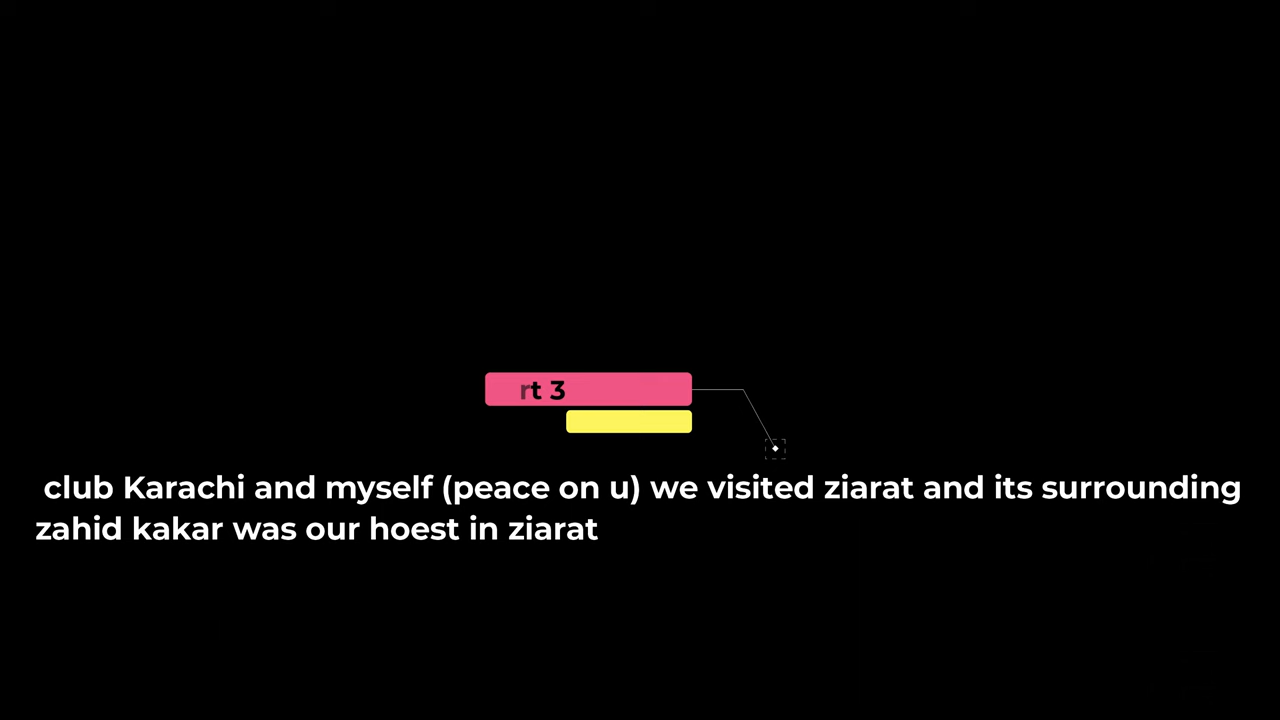 rt 3
club Karachi and myself (peace on u) we visited ziarat and its surrounding
zahid kakar was our hoest in ziarat